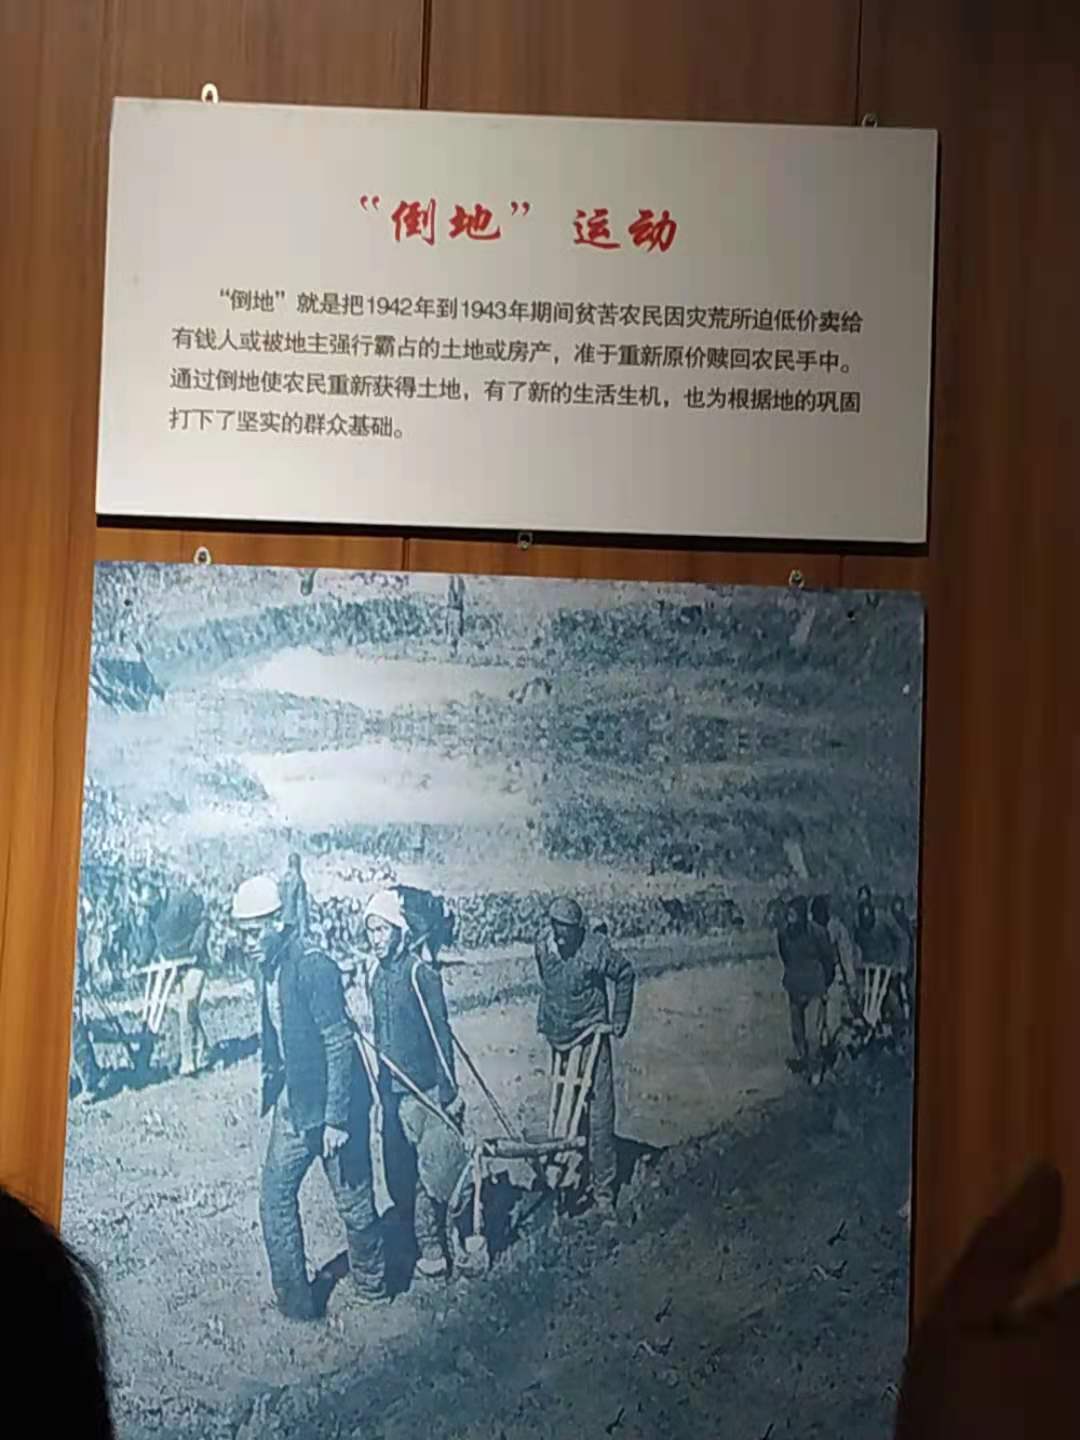 “倒地”运动
“倒地”就是把1942年到1943年期间贫苦农民因灾荒所迫低价卖给
有钱人或被地主强行霸占的土地或房产，准于重新原价赎回农民手中。
通过倒地使农民重新获得土地，有了新的生活生机，也为根据地的巩固
打下了坚实的群众基础。